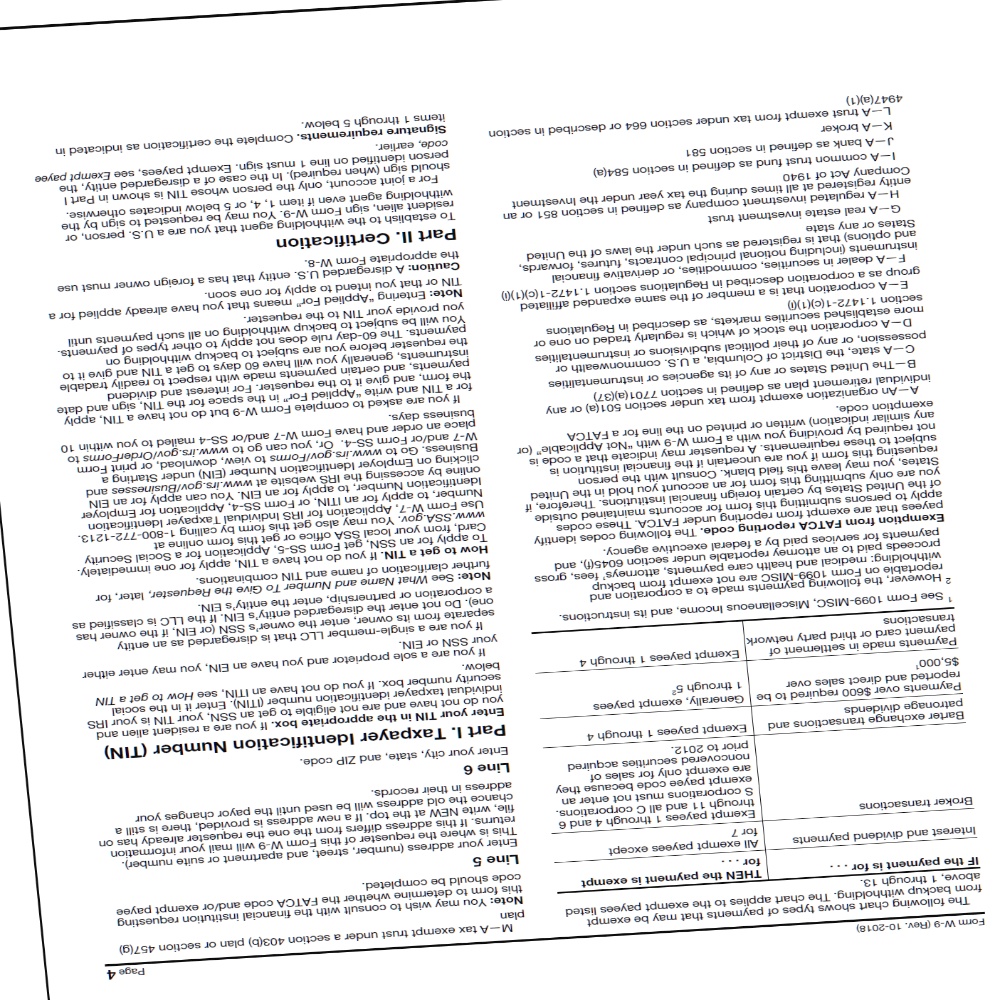 Form W-9 (Rev. 10-2018)
Page 4
The following chart shows types of payments that may be exempt
from backup withholding. The chart applies to the exempt payees listed
above, 1 through 13.
IF the payment is for . . .
THEN the payment is exempt
for . . .
Interest and dividend payments
All exempt payees except
for 7
Broker transactions
Exempt payees 1 through 4 and 6
through 11 and all C corporations.
S corporations must not enter an
exempt payee code because they
are exempt only for sales of
noncovered securities acquired
prior to 2012.
Barter exchange transactions and
patronage dividends
Exempt payees 1 through 4
Payments over $600 required to be
reported and direct sales over
$5,000¹
Generally, exempt payees
1 through 5²
Payments made in settlement of
payment card or third party network
transactions
Exempt payees 1 through 4
¹ See Form 1099-MISC, Miscellaneous Income, and its instructions.
² However, the following payments made to a corporation and
reportable on Form 1099-MISC are not exempt from backup
withholding: medical and health care payments, attorneys' fees, gross
proceeds paid to an attorney reportable under section 6045(f), and
payments for services paid by a federal executive agency.
Exemption from FATCA reporting code. The following codes identify
payees that are exempt from reporting under FATCA. These codes
apply to persons submitting this form for accounts maintained outside
of the United States by certain foreign financial institutions. Therefore, if
you are only submitting this form for an account you hold in the United
States, you may leave this field blank. Consult with the person
requesting this form if you are uncertain if the financial institution is
subject to these requirements. A requester may indicate that a code is
not required by providing you with a Form W-9 with “Not Applicable” (or
any similar indication) written or printed on the line for a FATCA
exemption code.
A—An organization exempt from tax under section 501(a) or any
individual retirement plan as defined in section 7701(a)(37)
B—The United States or any of its agencies or instrumentalities
C—A state, the District of Columbia, a U.S. commonwealth or
possession, or any of their political subdivisions or instrumentalities
D—A corporation the stock of which is regularly traded on one or
more established securities markets, as described in Regulations
section 1.1472-1(c)(1)(i)
E—A corporation that is a member of the same expanded affiliated
group as a corporation described in Regulations section 1.1472-1(c)(1)(i)
F—A dealer in securities, commodities, or derivative financial
instruments (including notional principal contracts, futures, forwards,
and options) that is registered as such under the laws of the United
States or any state
G—A real estate investment trust
H—A regulated investment company as defined in section 851 or an
entity registered at all times during the tax year under the Investment
Company Act of 1940
I—A common trust fund as defined in section 584(a)
J—A bank as defined in section 581
K—A broker
L—A trust exempt from tax under section 664 or described in section
4947(a)(1)
M—A tax exempt trust under a section 403(b) plan or section 457(g)
plan
Note: You may wish to consult with the financial institution requesting
this form to determine whether the FATCA code and/or exempt payee
code should be completed.
Line 5
Enter your address (number, street, and apartment or suite number).
This is where the requester of this Form W-9 will mail your information
returns. If this address differs from the one the requester already has on
file, write NEW at the top. If a new address is provided, there is still a
chance the old address will be used until the payor changes your
address in their records.
Line 6
Enter your city, state, and ZIP code.
Part I. Taxpayer Identification Number (TIN)
Enter your TIN in the appropriate box. If you are a resident alien and
you do not have and are not eligible to get an SSN, your TIN is your IRS
individual taxpayer identification number (ITIN). Enter it in the social
security number box. If you do not have an ITIN, see How to get a TIN
below.
If you are a sole proprietor and you have an EIN, you may enter either
your SSN or EIN.
If you are a single-member LLC that is disregarded as an entity
separate from its owner, enter the owner's SSN (or EIN, if the owner has
one). Do not enter the disregarded entity's EIN. If the LLC is classified as
a corporation or partnership, enter the entity's EIN.
Note: See What Name and Number To Give the Requester, later, for
further clarification of name and TIN combinations.
How to get a TIN. If you do not have a TIN, apply for one immediately.
To apply for an SSN, get Form SS-5, Application for a Social Security
Card, from your local SSA office or get this form online at
www.SSA.gov. You may also get this form by calling 1-800-772-1213.
Use Form W-7, Application for IRS Individual Taxpayer Identification
Number, to apply for an ITIN, or Form SS-4, Application for Employer
Identification Number, to apply for an EIN. You can apply for an EIN
online by accessing the IRS website at www.irs.gov/Businesses and
clicking on Employer Identification Number (EIN) under Starting a
Business. Go to www.irs.gov/Forms to view, download, or print Form
W-7 and/or Form SS-4. Or, you can go to www.irs.gov/OrderForms to
place an order and have Form W-7 and/or SS-4 mailed to you within 10
business days.
If you are asked to complete Form W-9 but do not have a TIN, apply
for a TIN and write “Applied For” in the space for the TIN, sign and date
the form, and give it to the requester. For interest and dividend
payments, and certain payments made with respect to readily tradable
instruments, generally you will have 60 days to get a TIN and give it to
the requester before you are subject to backup withholding on
payments. The 60-day rule does not apply to other types of payments.
You will be subject to backup withholding on all such payments until
you provide your TIN to the requester.
Note: Entering “Applied For” means that you have already applied for a
TIN or that you intend to apply for one soon.
Caution: A disregarded U.S. entity that has a foreign owner must use
the appropriate Form W-8.
Part II. Certification
To establish to the withholding agent that you are a U.S. person, or
resident alien, sign Form W-9. You may be requested to sign by the
withholding agent even if item 1, 4, or 5 below indicates otherwise.
For a joint account, only the person whose TIN is shown in Part I
should sign (when required). In the case of a disregarded entity, the
person identified on line 1 must sign. Exempt payees, see Exempt payee
code, earlier.
Signature requirements. Complete the certification as indicated in
items 1 through 5 below.